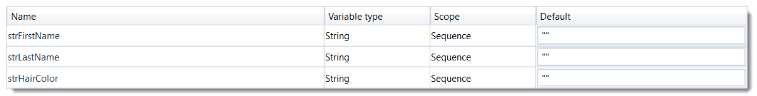 Name Variable type Scope Default
strFirstName String Sequence ""
strLastName String Sequence ""
strHairColor String Sequence ""